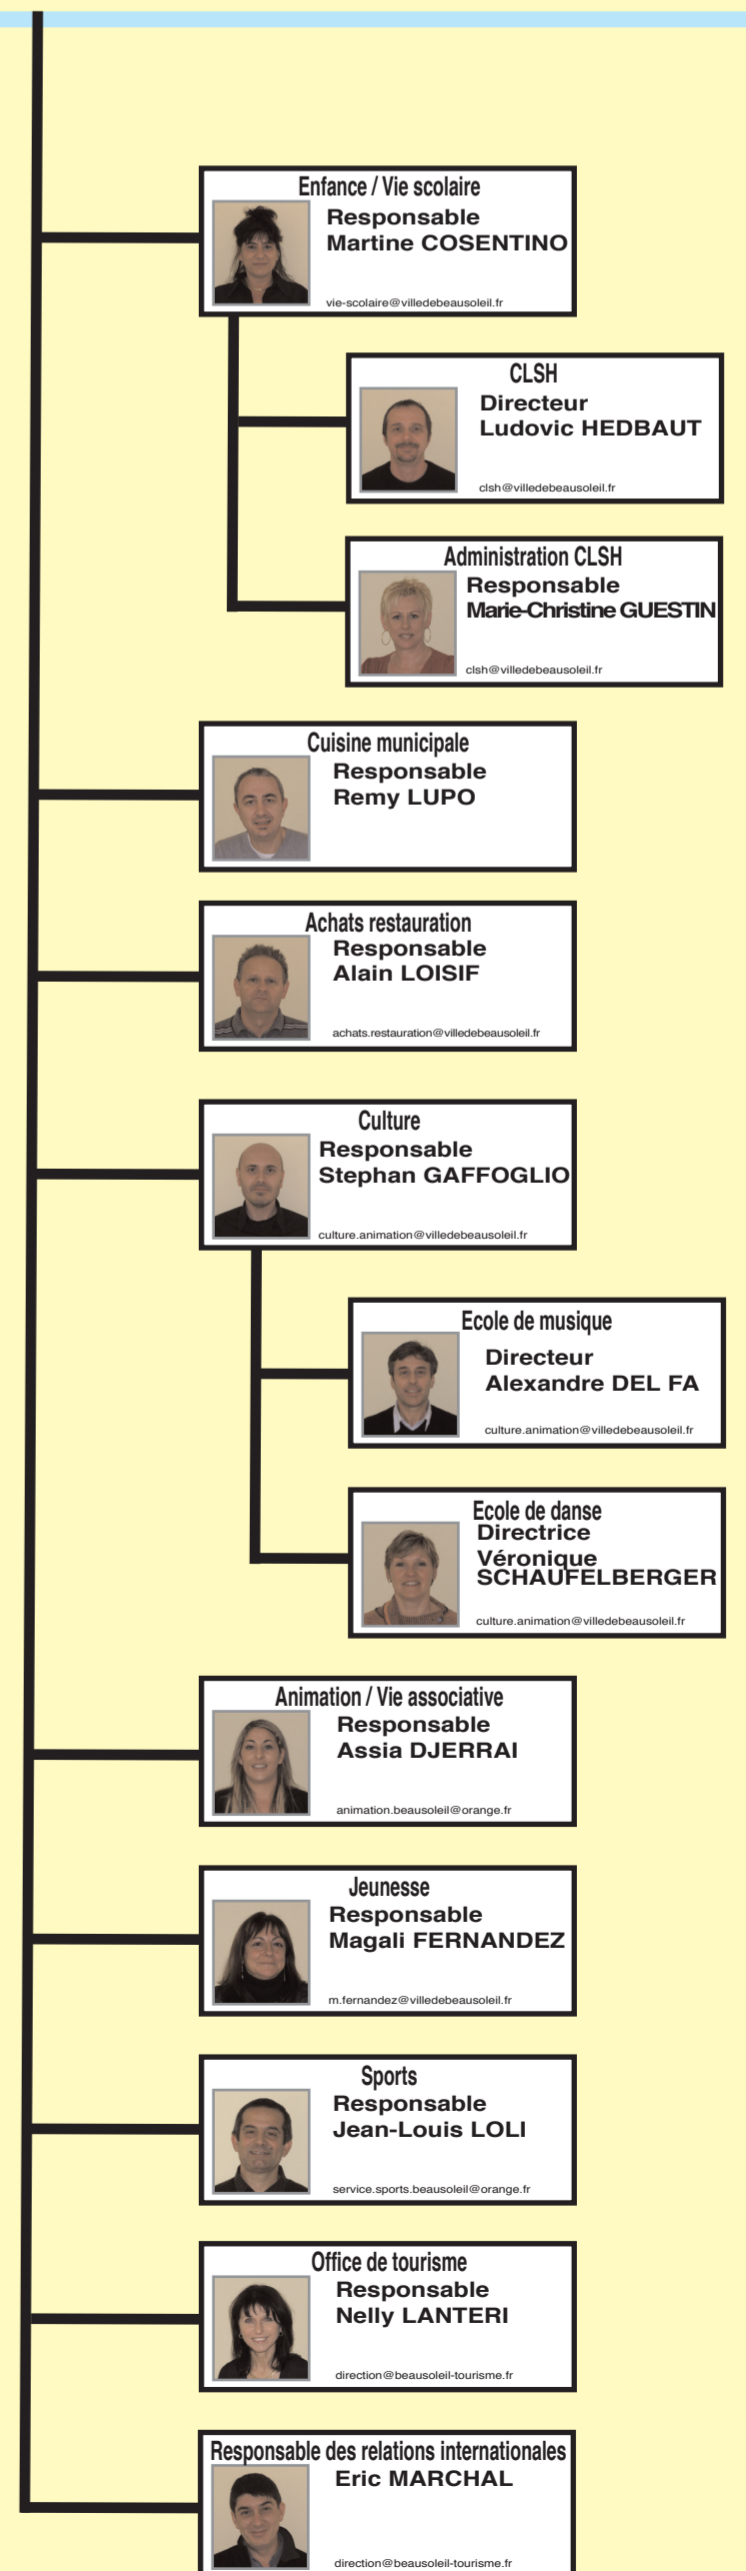 Enfance / Vie scolaire
Responsable
Martine COSENTINO
vie-scolaire@villedebeausoleil.fr
CLSH
Directeur
Ludovic HEDBAUT
clsh@villedebeausoleil.fr
Administration CLSH
Responsable
Marie-Christine GUESTIN
clsh@villedebeausoleil.fr
Cuisine municipale
Responsable
Remy LUPO
Achats restauration
Responsable
Alain LOISIF
achats.restauration@villedebeausoleil.fr
Culture
Responsable
Stephan GAFFOGLIO
culture.animation@villedebeausoleil.fr
Ecole de musique
Directeur
Alexandre DEL FA
culture.animation@villedebeausoleil.fr
Ecole de danse
Directrice
Véronique
SCHAUFELBERGER
culture.animation@villedebeausoleil.fr
Animation / Vie associative
Responsable
Assia DJERRAI
animation.beausoleil@orange.fr
Jeunesse
Responsable
Magali FERNANDEZ
m.fernandez@villedebeausoleil.fr
Sports
Responsable
Jean-Louis LOLI
service.sports.beausoleil@orange.fr
Office de tourisme
Responsable
Nelly LANTERI
direction@beausoleil-tourisme.fr
Responsable des relations internationales
Eric MARCHAL
direction@beausoleil-tourisme.fr